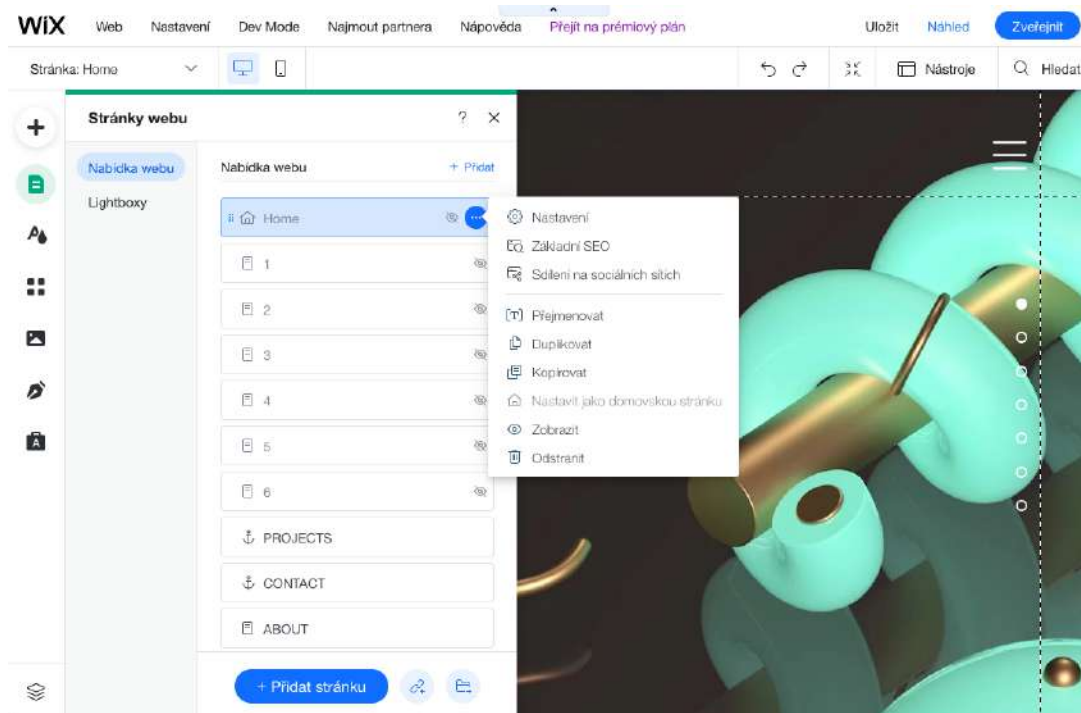 WiX Web Nastavení Dev Mode Najmout partnera Nápověda Přejít na prémiový plán Uložit Náhled Zveřejnit
Stránka: Home Nástroje Hledat
Stránky webu ? ×
Nabídka webu
Lightboxy
Nabídka webu + Přidat
Home
1
2
3
4
5
6
PROJECTS
CONTACT
ABOUT
+ Přidat stránku
Nastavení
Základní SEO
Sdílení na sociálních sítích
Přejmenovat
Duplikovat
Kopírovat
Nastavit jako domovskou stránku
Zobrazit
Odstranit